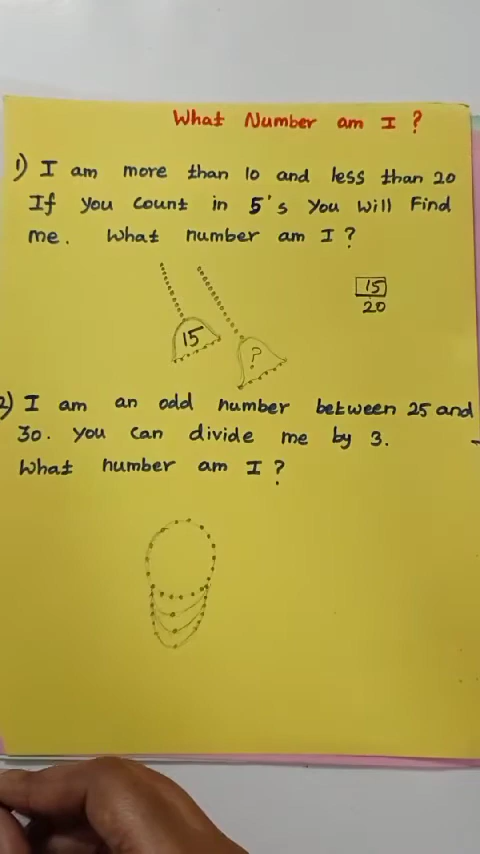 What Number am I ?
1) I am more than 10 and less than 20
If you count in 5's you will Find
me. What number am I ?
15
20
15
?
2) I am an odd number between 25 and
30. you can divide me by 3.
What number am I ?